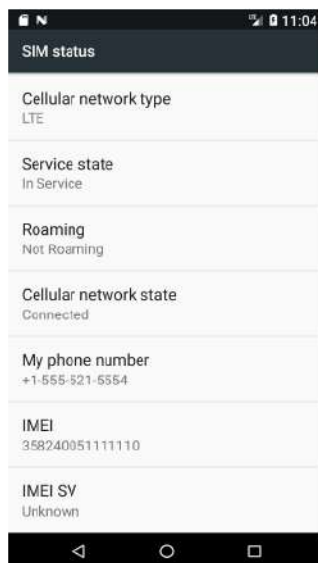 11:04
SIM status
Cellular network type
LTE
Service state
In Service
Roaming
Not Roaming
Cellular network state
Connected
My phone number
+1-555-521-5554
IMEI
358240051111110
IMEI SV
Unknown